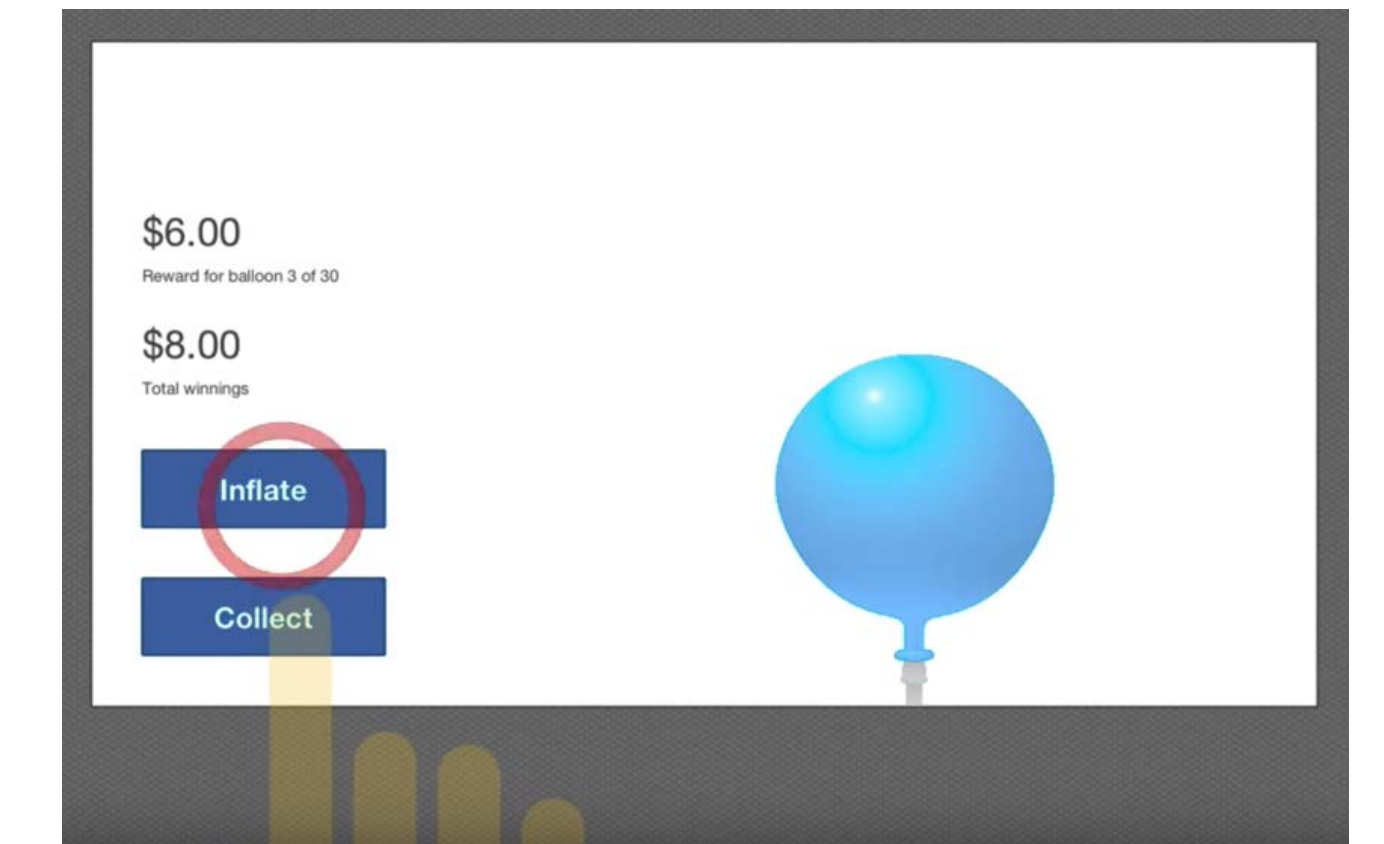 $6.00
Reward for balloon 3 of 30
$8.00
Total winnings
Inflate
Collect